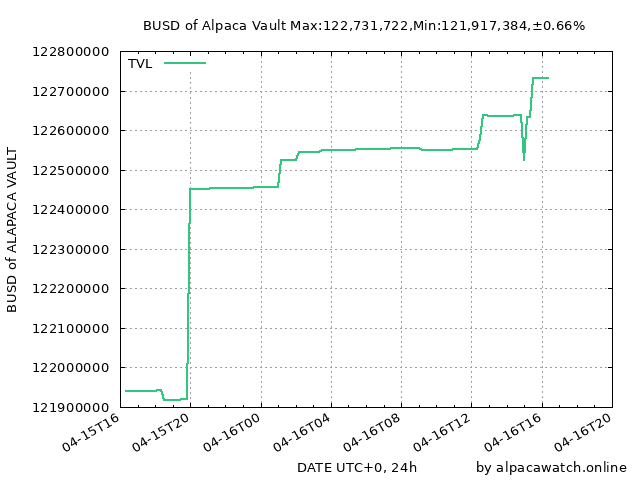 BUSD of Alpaca Vault Max:122,731,722,Min:121,917,384,±0.66%
TVL
122800000
122700000
122600000
122500000
122400000
122300000
122200000
122100000
122000000
121900000
BUSD of ALAPACA VAULT
04-15T16
04-15T20
04-16T00
04-16T04
04-16T08
04-16T12
04-16T16
04-16T20
DATE UTC+0, 24h
by alpacawatch.online